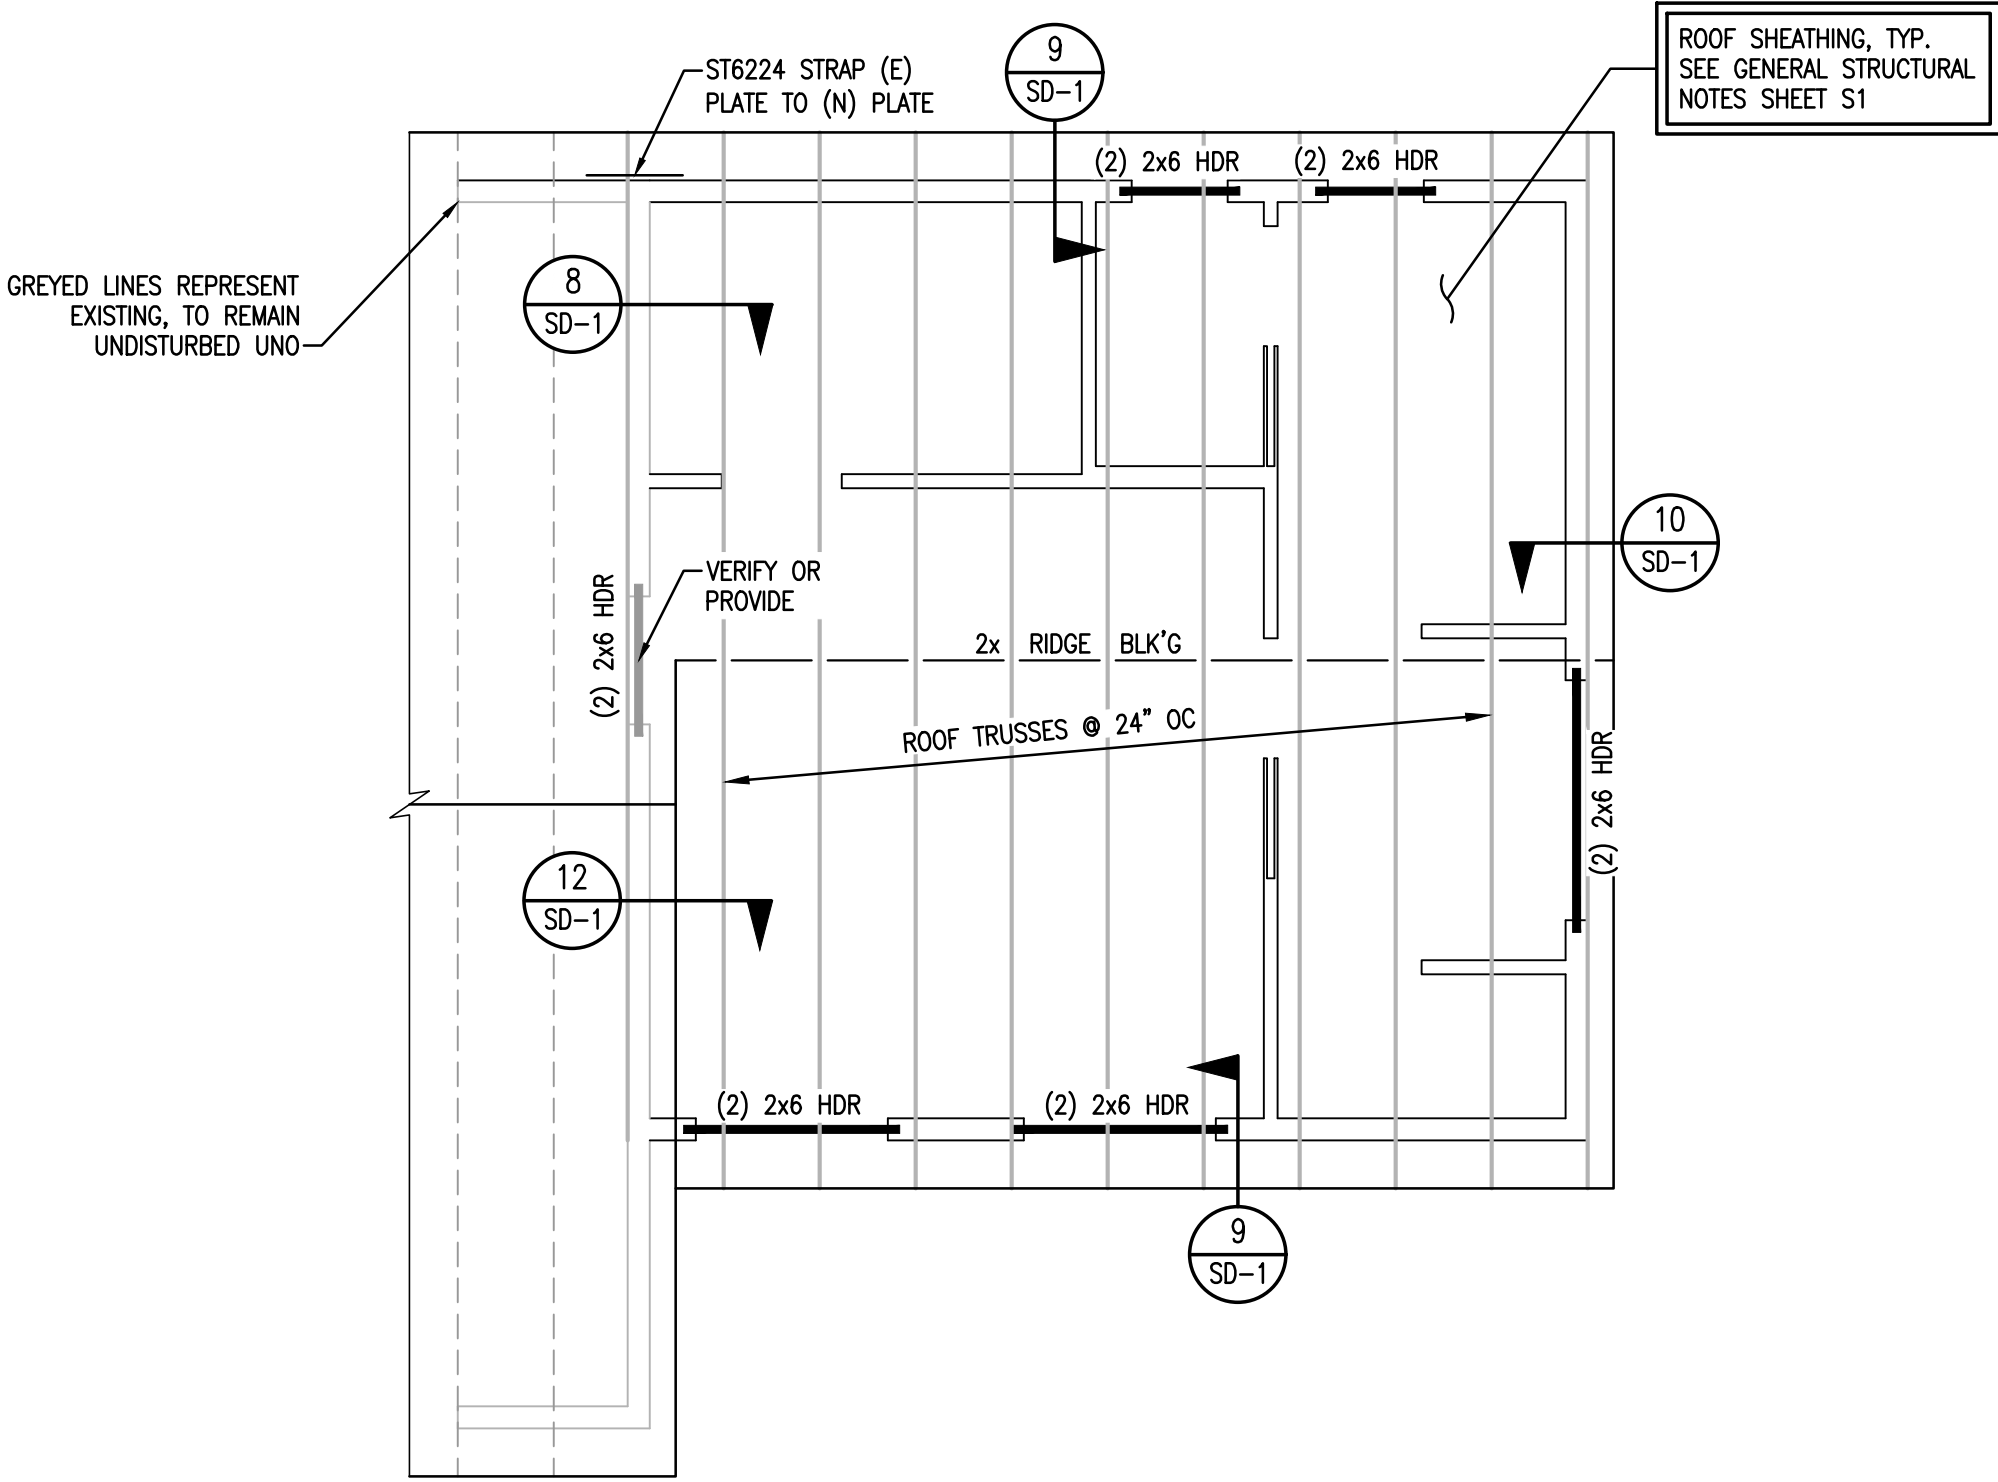 ST6224 STRAP (E)
PLATE TO (N) PLATE
9
SD-1
ROOF SHEATHING, TYP.
SEE GENERAL STRUCTURAL
NOTES SHEET S1
(2) 2x6 HDR
(2) 2x6 HDR
GREYED LINES REPRESENT
EXISTING, TO REMAIN
UNDISTURBED UNO
8
SD-1
10
SD-1
VERIFY OR
PROVIDE
(2) 2x6 HDR
2x RIDGE BLK'G
ROOF TRUSSES @ 24" OC
(2) 2x6 HDR
12
SD-1
(2) 2x6 HDR
(2) 2x6 HDR
9
SD-1